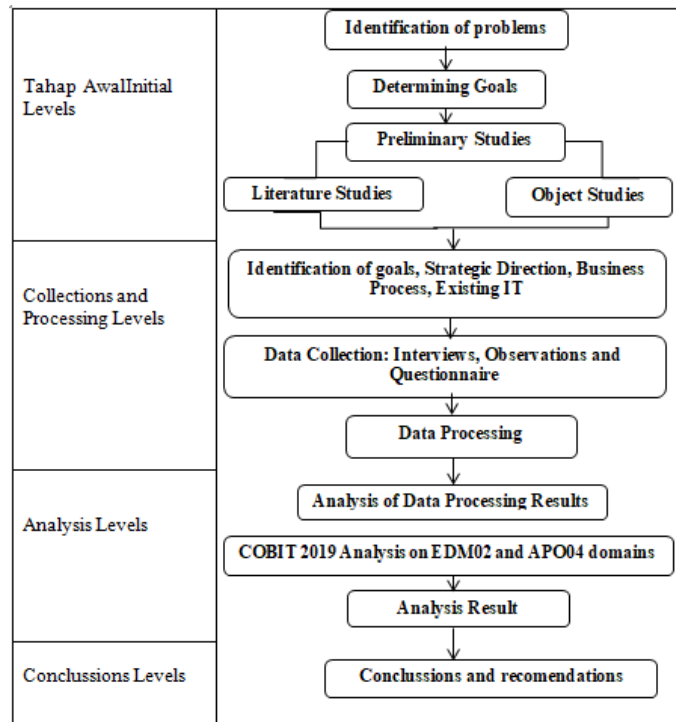 Tahap AwalInitial
Levels
Identification of problems
Determining Goals
Preliminary Studies
Literature Studies
Object Studies
Collections and
Processing Levels
Identification of goals, Strategic Direction, Business
Process, Existing IT
Data Collection: Interviews, Observations and
Questionnaire
Data Processing
Analysis Levels
Analysis of Data Processing Results
COBIT 2019 Analysis on EDM02 and APO04 domains
Analysis Result
Conclussions Levels
Conclussions and recomendations